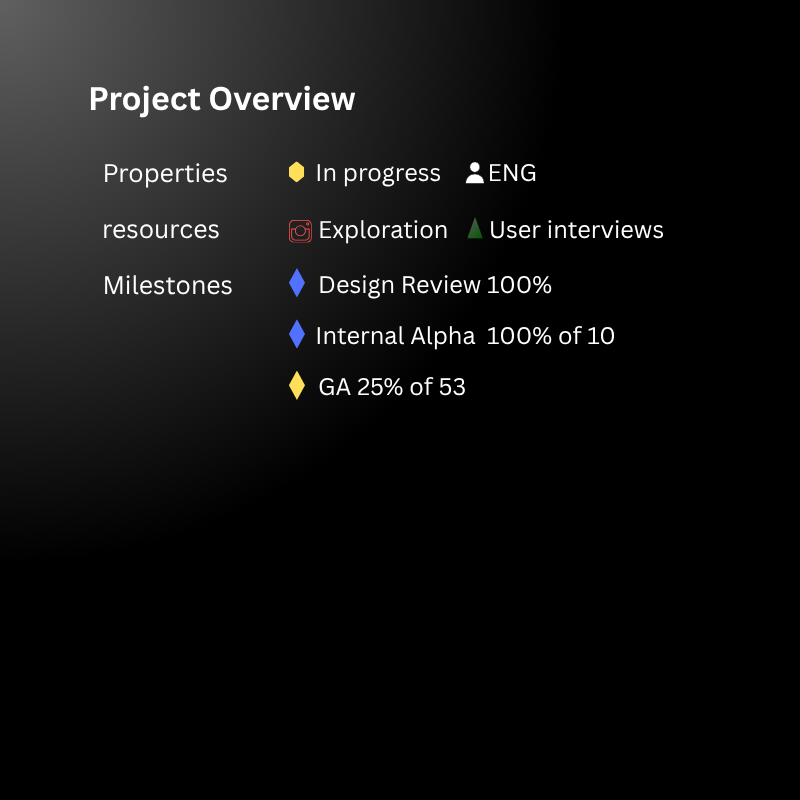 Project Overview
Properties In progress ENG
resources Exploration User interviews
Milestones Design Review 100%
Internal Alpha 100% of 10
GA 25% of 53